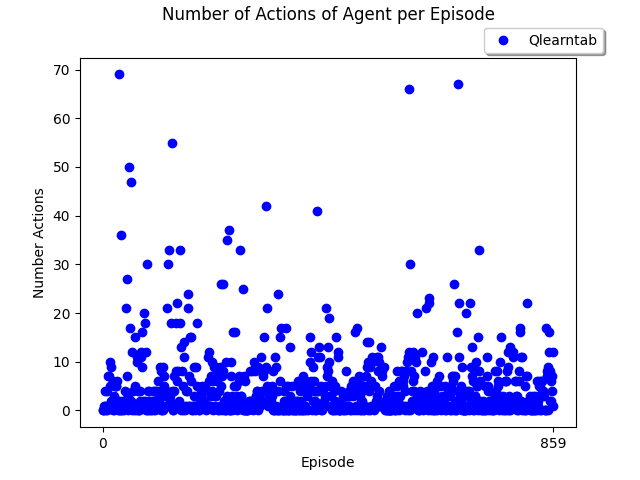 Number of Actions of Agent per Episode
Qlearntab
70
60
50
40
30
20
10
0
Number Actions
0 859
Episode